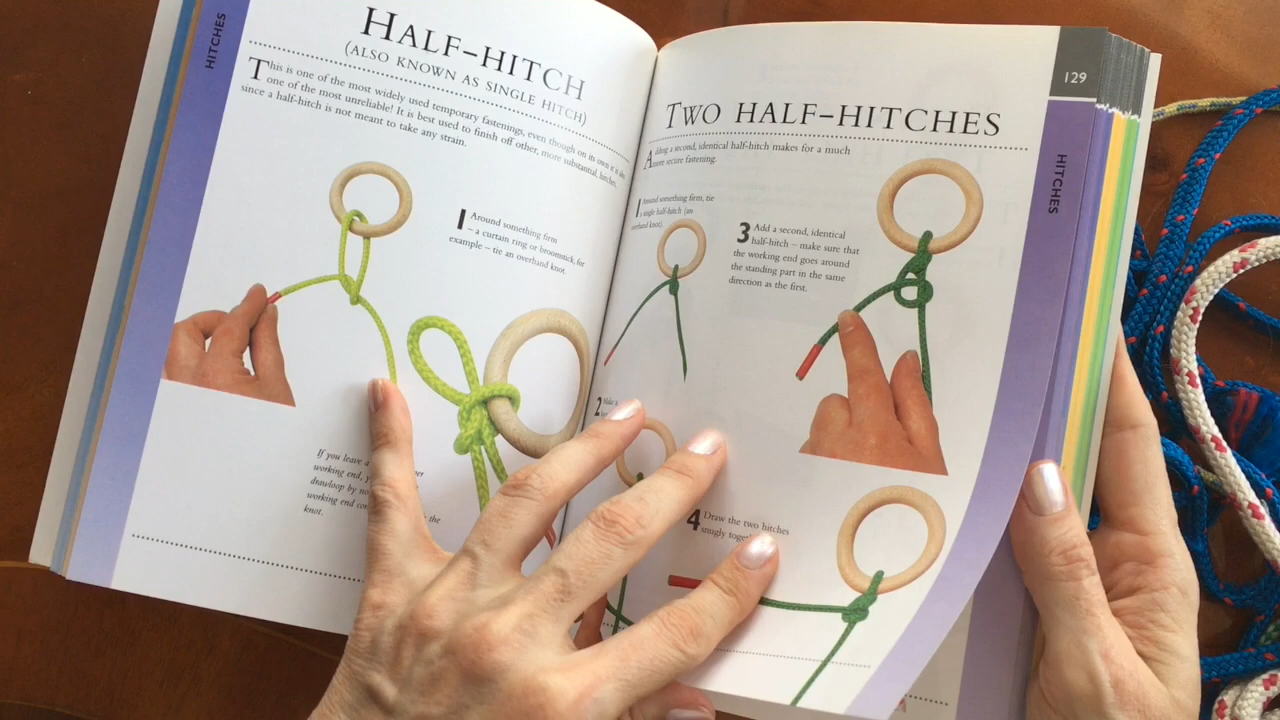 HITCHES
HALF-HITCH
(ALSO KNOWN AS SINGLE HITCH)
This is one of the most widely used temporary fastenings, even though on its own it is also
one of the most unreliable! It is best used to finish off other, more substantial, hitches,
since a half-hitch is not meant to take any strain.
1 Around something firm
– a curtain ring or broomstick, for
example – tie an overhand knot.
If you leave a
working end, y
drawloop by no
working end com the
knot.
129
HITCHES
TWO HALF-HITCHES
Adding a second, identical half-hitch makes for a much
more secure fastening.
1 Around something firm, tie
a single half-hitch (an
overhand knot).
3 Add a second, identical
half-hitch – make sure that
the working end goes around
the standing part in the same
direction as the first.
2 Make a
4 Draw the two hitches
snugly together